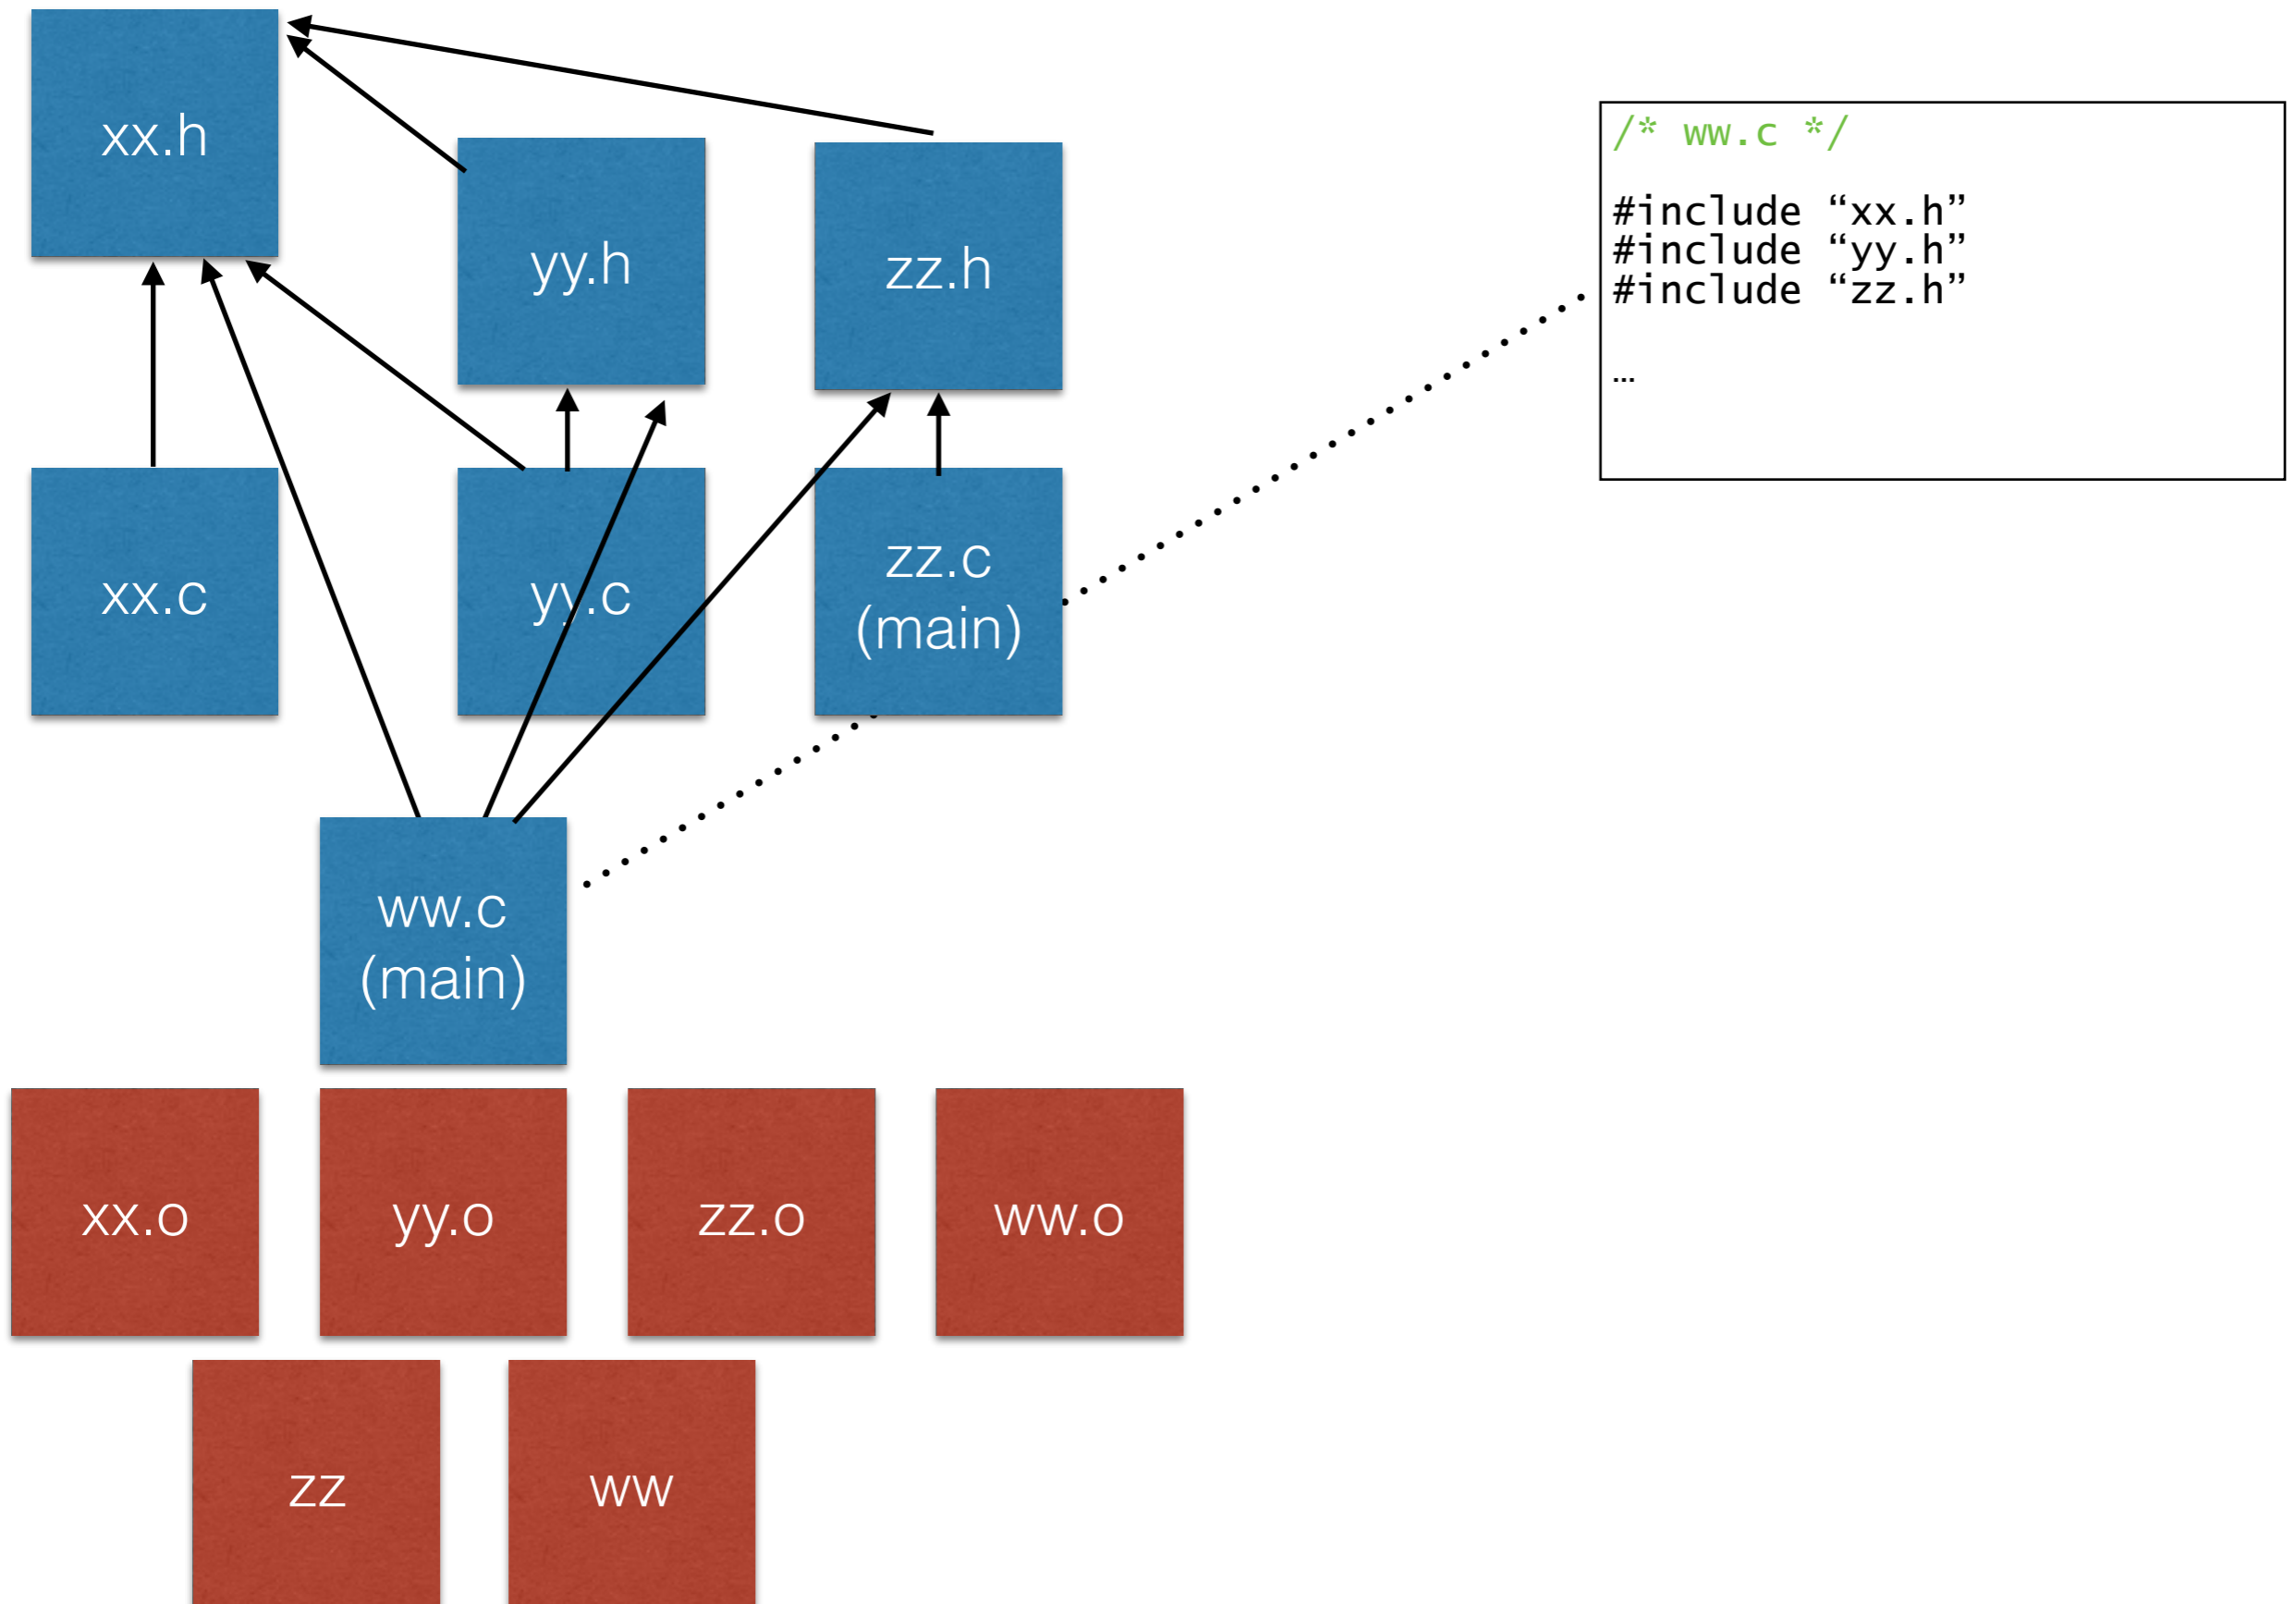 xx.h
yy.h
zz.h
/* ww.c */
#include “xx.h”
#include “yy.h”
#include “zz.h”
…
xx.c
yy.c
zz.c
(main)
ww.c
(main)
xx.o
yy.o
zz.o
ww.o
zz
ww